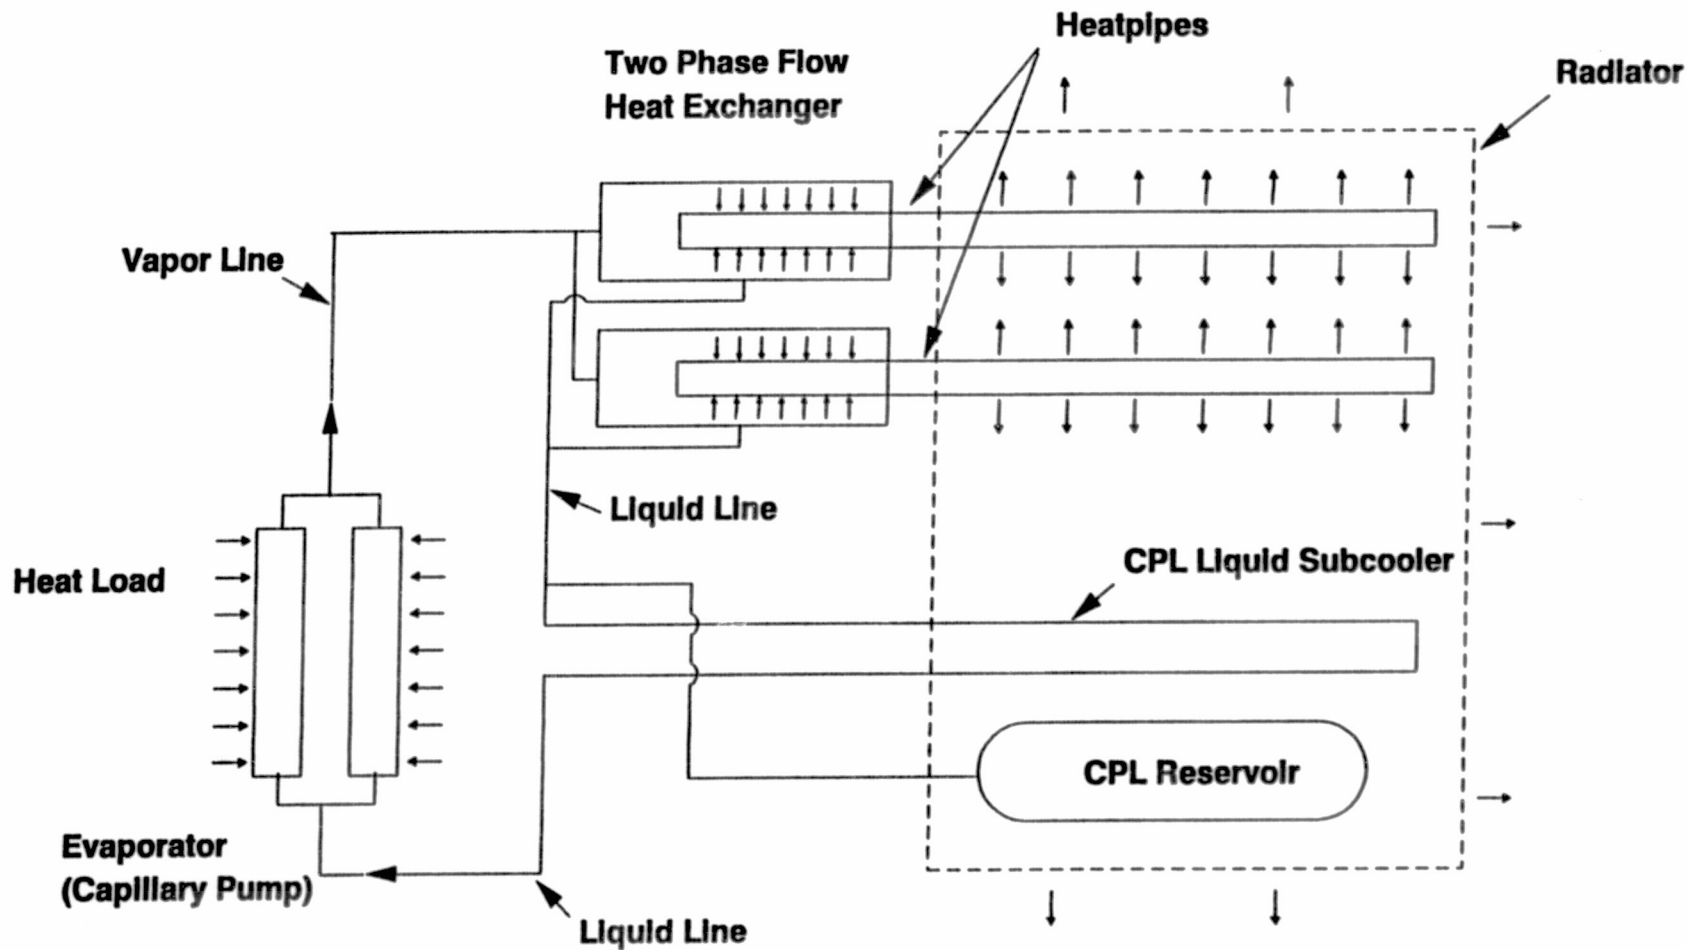 Heatpipes
Two Phase Flow
Heat Exchanger
Radiator
Vapor Line
Liquid Line
CPL Liquid Subcooler
Heat Load
CPL Reservoir
Evaporator
(Capillary Pump)
Liquid Line